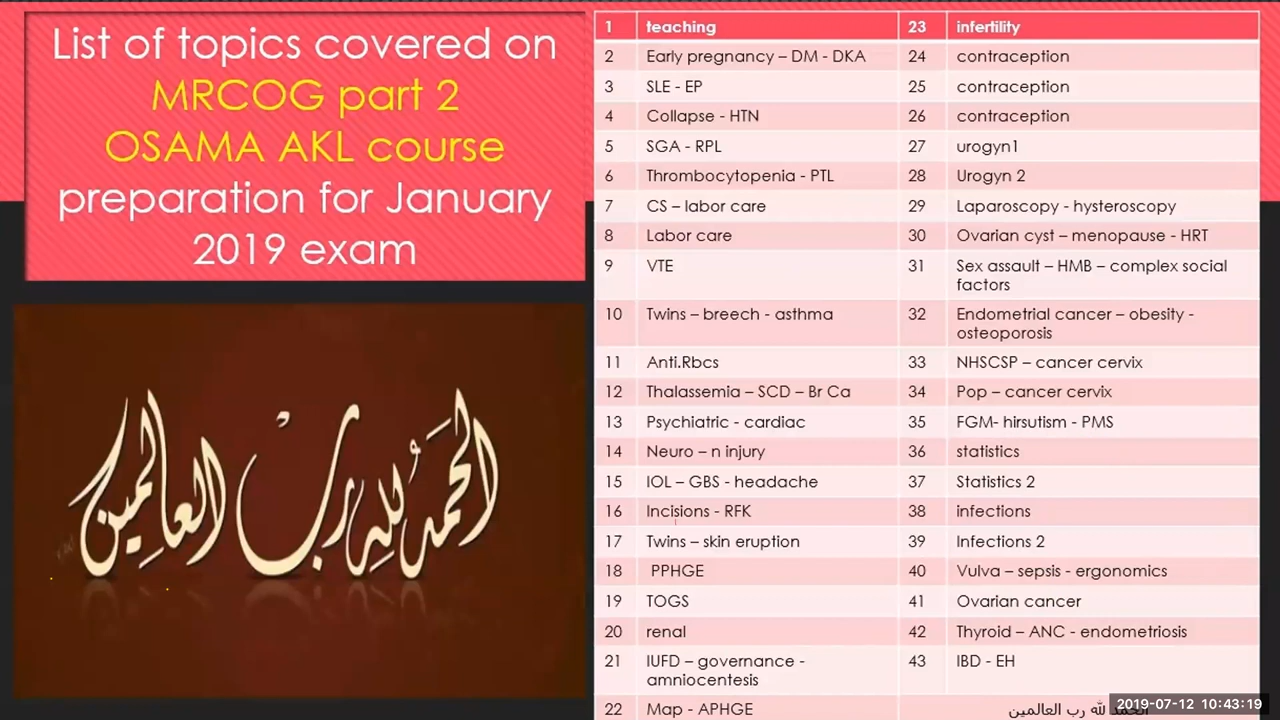 List of topics covered on
MRCOG part 2
OSAMA AKL course
preparation for January
2019 exam
الحمد لله رب العالمين
1 teaching 23 infertility
2 Early pregnancy – DM - DKA 24 contraception
3 SLE - EP 25 contraception
4 Collapse - HTN 26 contraception
5 SGA - RPL 27 urogyn1
6 Thrombocytopenia - PTL 28 Urogyn 2
7 CS – labor care 29 Laparoscopy - hysteroscopy
8 Labor care 30 Ovarian cyst – menopause - HRT
9 VTE 31 Sex assault – HMB – complex social
factors
10 Twins – breech - asthma 32 Endometrial cancer – obesity -
osteoporosis
11 Anti.Rbcs 33 NHSCSP – cancer cervix
12 Thalassemia – SCD – Br Ca 34 Pop – cancer cervix
13 Psychiatric - cardiac 35 FGM- hirsutism - PMS
14 Neuro – n injury 36 statistics
15 IOL – GBS - headache 37 Statistics 2
16 Incisions - RFK 38 infections
17 Twins – skin eruption 39 Infections 2
18 PPHGE 40 Vulva – sepsis - ergonomics
19 TOGS 41 Ovarian cancer
20 renal 42 Thyroid – ANC - endometriosis
21 IUFD – governance - 43 IBD - EH
amniocentesis
22 Map - APHGE الحمد لله رب العالمين
2019-07-12 10:43:19